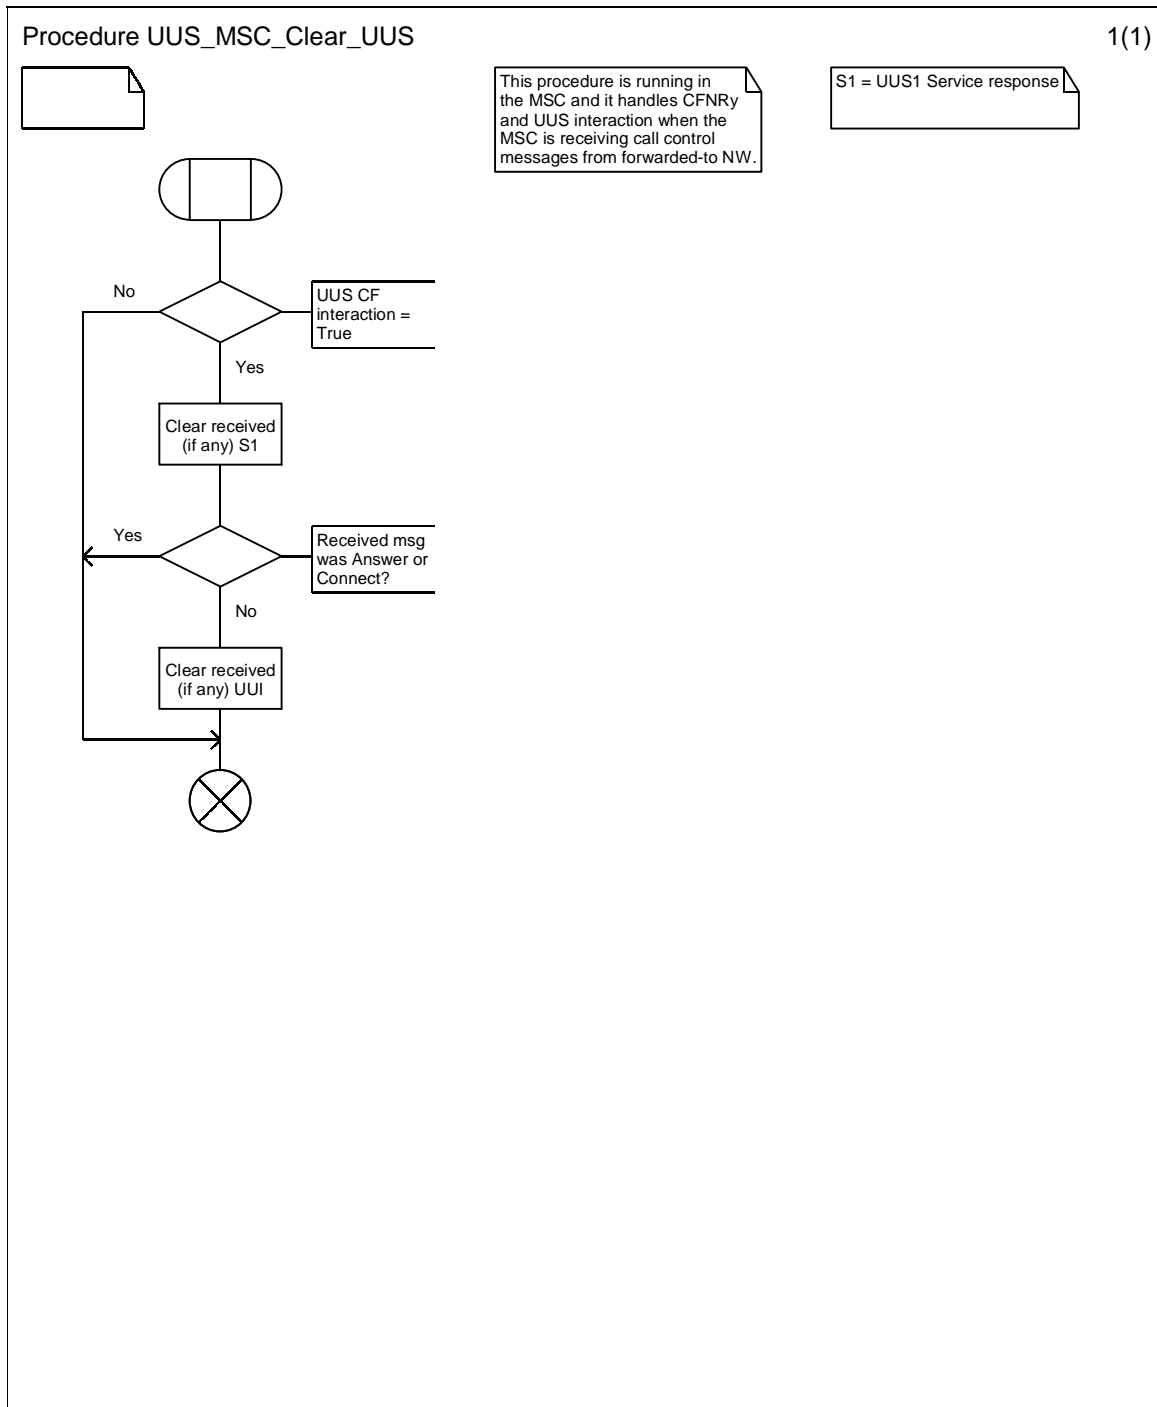 Procedure UUS_MSC_Clear_UUS
1(1)
This procedure is running in
the MSC and it handles CFNRy
and UUS interaction when the
MSC is receiving call control
messages from forwarded-to NW.
S1 = UUS1 Service response
No
UUS CF
interaction =
True
Yes
Clear received
(if any) S1
Yes
Received msg
was Answer or
Connect?
No
Clear received
(if any) UUI